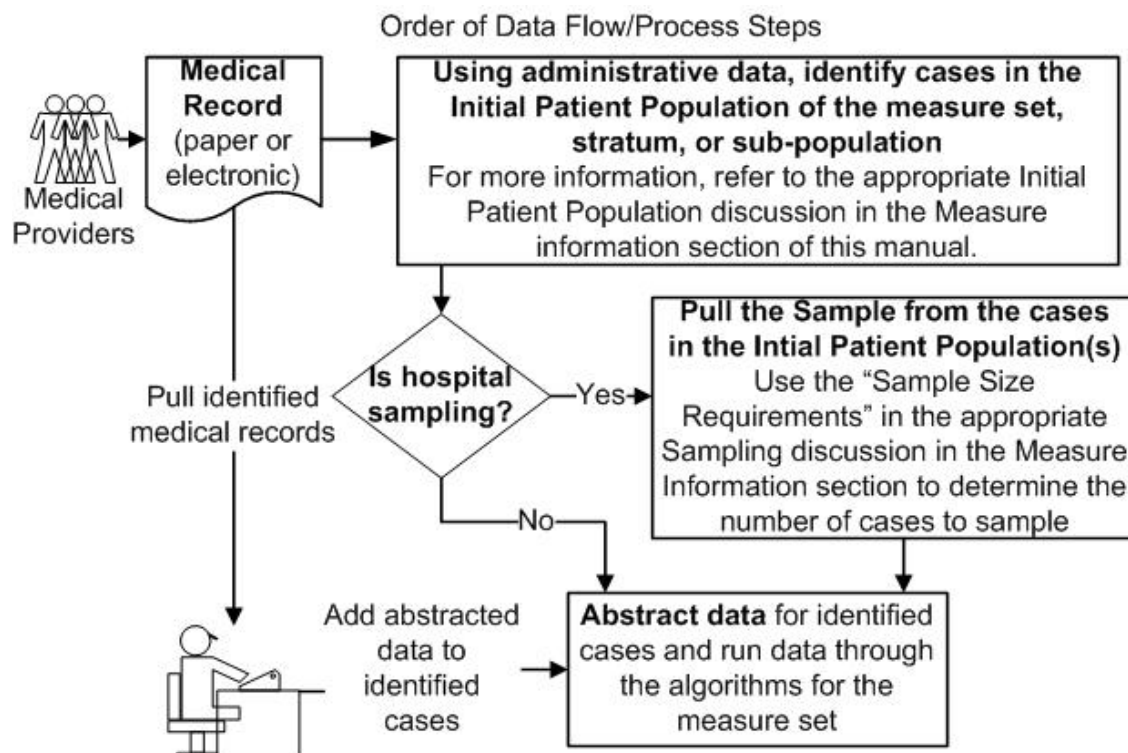 Order of Data Flow/Process Steps
Medical
Record
(paper or
electronic)
Medical
Providers
Using administrative data, identify cases in the
Initial Patient Population of the measure set,
stratum, or sub-population
For more information, refer to the appropriate Initial
Patient Population discussion in the Measure
information section of this manual.
Is hospital
sampling?
Yes
No
Pull the Sample from the cases
in the Intial Patient Population(s)
Use the “Sample Size
Requirements” in the appropriate
Sampling discussion in the Measure
Information section to determine the
number of cases to sample
Pull identified
medical records
Add abstracted
data to
identified
cases
Abstract data for identified
cases and run data through
the algorithms for the
measure set